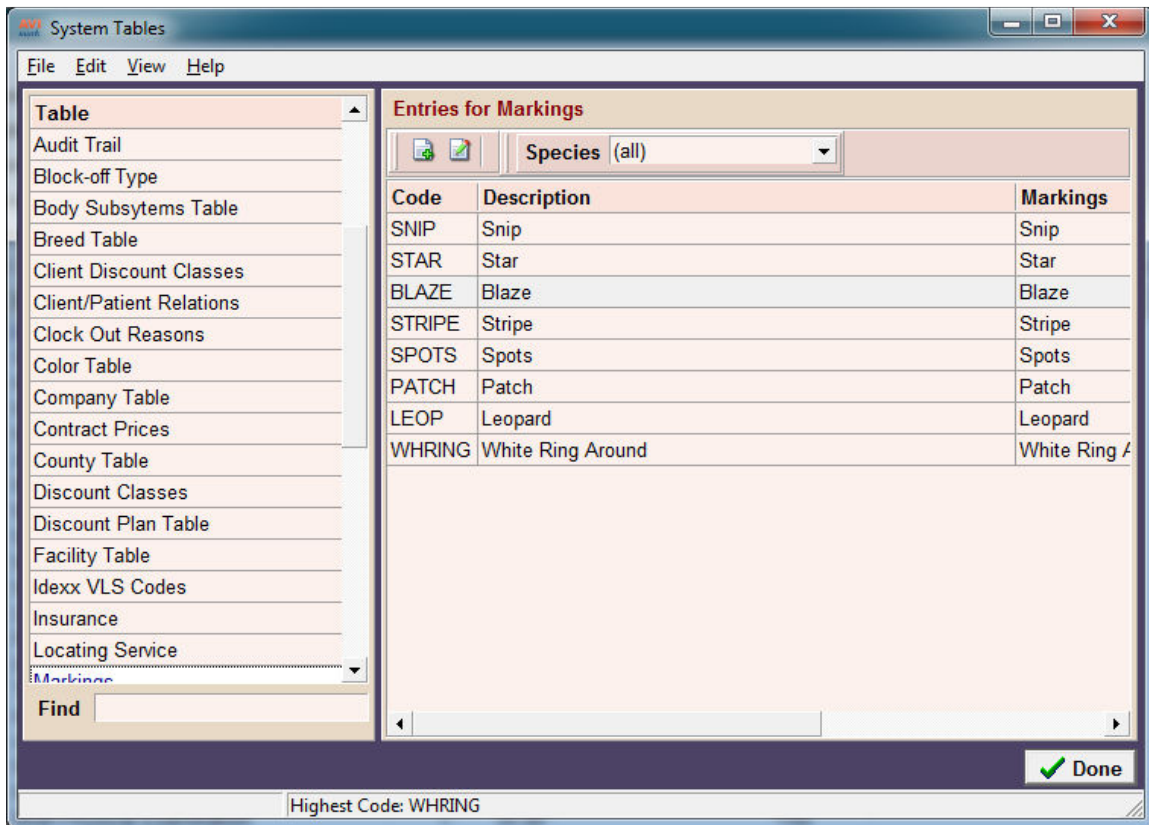 AVI System Tables
File Edit View Help
Table
Audit Trail
Block-off Type
Body Subsytems Table
Breed Table
Client Discount Classes
Client/Patient Relations
Clock Out Reasons
Color Table
Company Table
Contract Prices
County Table
Discount Classes
Discount Plan Table
Facility Table
Idexx VLS Codes
Insurance
Locating Service
Markings
Find
Entries for Markings
Species (all)
Code Description Markings
SNIP Snip Snip
STAR Star Star
BLAZE Blaze Blaze
STRIPE Stripe Stripe
SPOTS Spots Spots
PATCH Patch Patch
LEOP Leopard Leopard
WHRING White Ring Around White Ring A
Done
Highest Code: WHRING